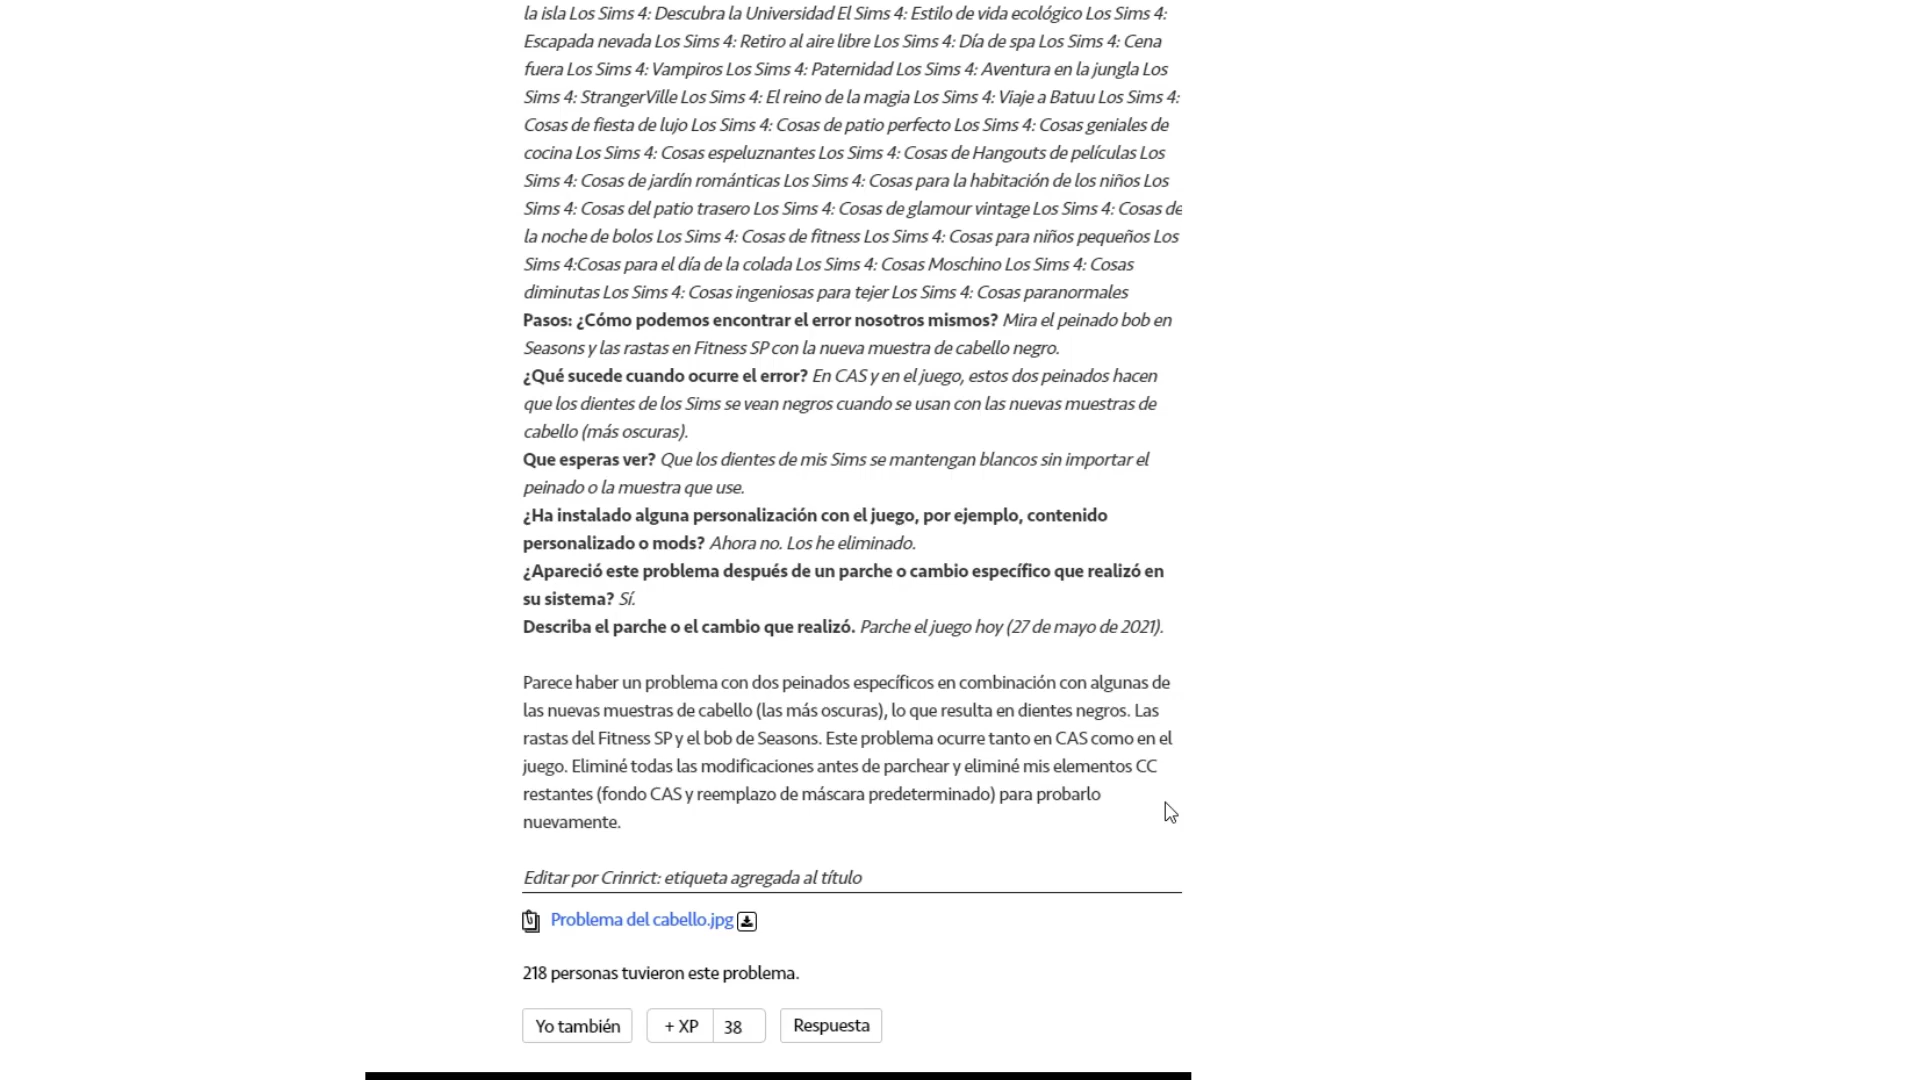 la isla Los Sims 4: Descubra la Universidad El Sims 4: Estilo de vida ecológico Los Sims 4:
Escapada nevada Los Sims 4: Retiro al aire libre Los Sims 4: Día de spa Los Sims 4: Cena
fuera Los Sims 4: Vampiros Los Sims 4: Paternidad Los Sims 4: Aventura en la jungla Los
Sims 4: StrangerVille Los Sims 4: El reino de la magia Los Sims 4: Viaje a Batuu Los Sims 4:
Cosas de fiesta de lujo Los Sims 4: Cosas de patio perfecto Los Sims 4: Cosas geniales de
cocina Los Sims 4: Cosas espeluznantes Los Sims 4: Cosas de Hangouts de películas Los
Sims 4: Cosas de jardín románticas Los Sims 4: Cosas para la habitación de los niños Los
Sims 4: Cosas del patio trasero Los Sims 4: Cosas de glamour vintage Los Sims 4: Cosas de
la noche de bolos Los Sims 4: Cosas de fitness Los Sims 4: Cosas para niños pequeños Los
Sims 4:Cosas para el día de la colada Los Sims 4: Cosas Moschino Los Sims 4: Cosas
diminutas Los Sims 4: Cosas ingeniosas para tejer Los Sims 4: Cosas paranormales
Pasos: ¿Cómo podemos encontrar el error nosotros mismos? Mira el peinado bob en
Seasons y las rastas en Fitness SP con la nueva muestra de cabello negro.
¿Qué sucede cuando ocurre el error? En CAS y en el juego, estos dos peinados hacen
que los dientes de los Sims se vean negros cuando se usan con las nuevas muestras de
cabello (más oscuras).
Que esperas ver? Que los dientes de mis Sims se mantengan blancos sin importar el
peinado o la muestra que use.
¿Ha instalado alguna personalización con el juego, por ejemplo, contenido
personalizado o mods? Ahora no. Los he eliminado.
¿Apareció este problema después de un parche o cambio específico que realizó en
su sistema? Sí.
Describa el parche o el cambio que realizó. Parche el juego hoy (27 de mayo de 2021).
Parece haber un problema con dos peinados específicos en combinación con algunas de
las nuevas muestras de cabello (las más oscuras), lo que resulta en dientes negros. Las
rastas del Fitness SP y el bob de Seasons. Este problema ocurre tanto en CAS como en el
juego. Eliminé todas las modificaciones antes de parchear y eliminé mis elementos CC
restantes (fondo CAS y reemplazo de máscara predeterminado) para probarlo
nuevamente.
Editar por Crinrict: etiqueta agregada al título
Problema del cabello.jpg
218 personas tuvieron este problema.
Yo también + XP 38 Respuesta